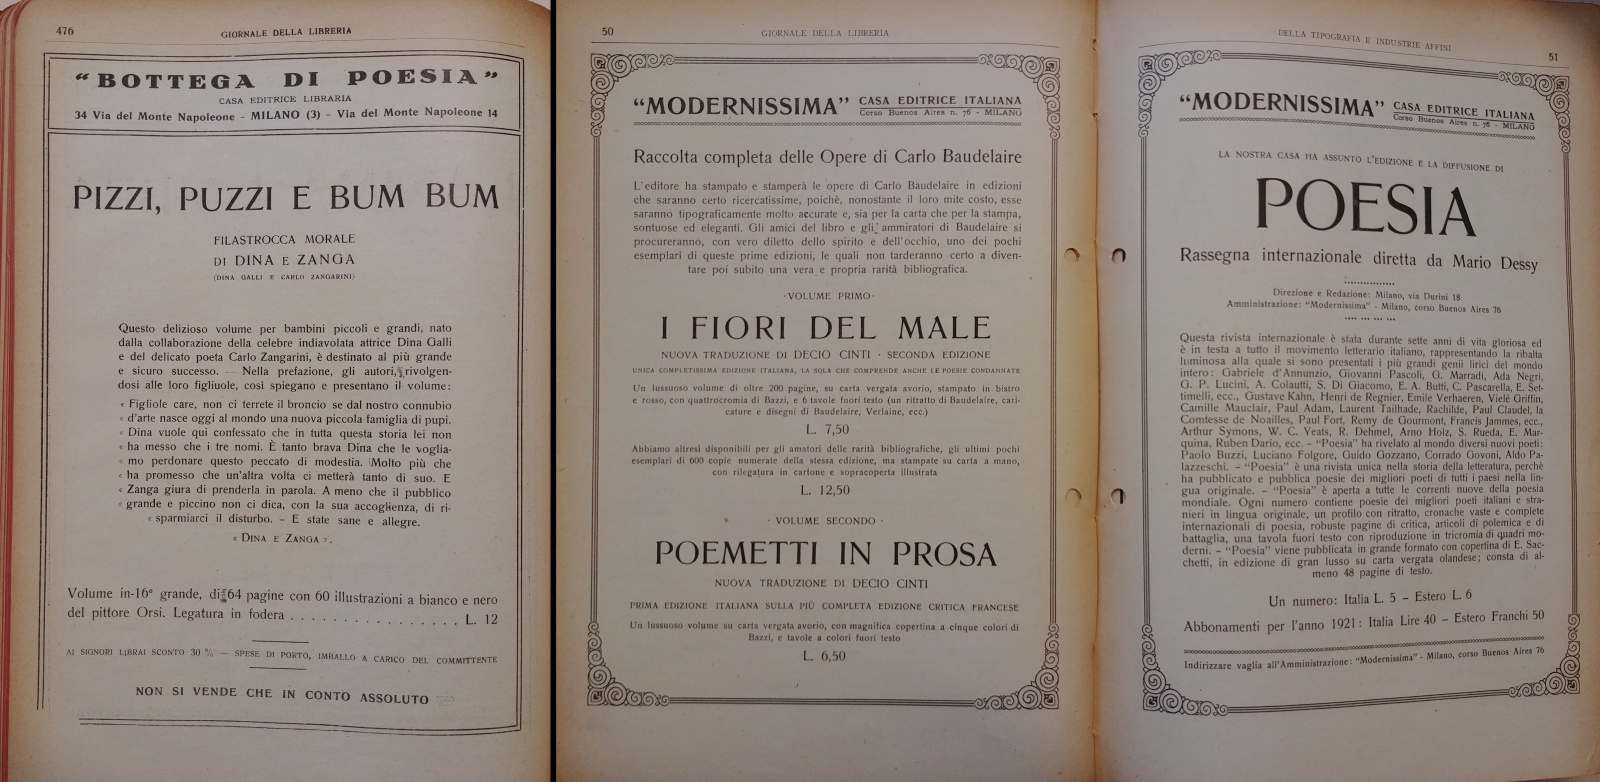 476
GIORNALE DELLA LIBRERIA
“BOTTEGA DI POESIA”
CASA EDITRICE LIBRARIA
34 Via del Monte Napoleone - MILANO (3) - Via del Monte Napoleone 14
PIZZI, PUZZI E BUM BUM
FILASTROCCA MORALE
DI DINA E ZANGA
(DINA GALLI E CARLO ZANGARINI)
Questo delizioso volume per bambini piccoli e grandi, nato
dalla collaborazione della celebre indiavolata attrice Dina Galli
e del delicato poeta Carlo Zangarini, è destinato al più grande
e sicuro successo. — Nella prefazione, gli autori, rivolgen-
dosi alle loro figliuole, così spiegano e presentano il volume:
« Figliole care, non ci terrete il broncio se dal nostro connubio
« d'arte nasce oggi al mondo una nuova piccola famiglia di pupi.
« Dina vuole qui confessato che in tutta questa storia lei non
« ha messo che i tre nomi. È tanto brava Dina che le voglia-
« mo perdonare questo peccato di modestia. Molto più che
« ha promesso che un'altra volta ci metterà tanto di suo. E
« Zanga giura di prenderla in parola. A meno che il pubblico
« grande e piccino non ci dica, con la sua accoglienza, di ri-
« sparmiarci il disturbo. - E state sane e allegre.
« DINA E ZANGA ».
Volume in-16° grande, di 64 pagine con 60 illustrazioni a bianco e nero
del pittore Orsi. Legatura in fodera . . . . . . . . . . . . . . . . L. 12
AI SIGNORI LIBRAI SCONTO 30 % — SPESE DI PORTO, IMBALLO A CARICO DEL COMMITTENTE
NON SI VENDE CHE IN CONTO ASSOLUTO
50
GIORNALE DELLA LIBRERIA
“MODERNISSIMA” CASA EDITRICE ITALIANA
Corso Buenos Aires n. 76 - MILANO
Raccolta completa delle Opere di Carlo Baudelaire
L'editore ha stampato e stamperà le opere di Carlo Baudelaire in edizioni
che saranno certo ricercatissime, poichè, nonostante il loro mite costo, esse
saranno tipograficamente molto accurate e, sia per la carta che per la stampa,
sontuose ed eleganti. Gli amici del libro e gli ammiratori di Baudelaire si
procureranno, con vero diletto dello spirito e dell'occhio, uno dei pochi
esemplari di queste prime edizioni, le quali non tarderanno certo a diven-
tare poi subito una vera e propria rarità bibliografica.
·VOLUME PRIMO·
I FIORI DEL MALE
NUOVA TRADUZIONE DI DECIO CINTI · SECONDA EDIZIONE
UNICA COMPLETISSIMA EDIZIONE ITALIANA, LA SOLA CHE COMPRENDE ANCHE LE POESIE CONDANNATE
Un lussuoso volume di oltre 200 pagine, su carta vergata avorio, stampato in bistro
e rosso, con quattrocromia di Bazzi, e 6 tavole fuori testo (un ritratto di Baudelaire, cari-
cature e disegni di Baudelaire, Verlaine, ecc.)
L. 7,50
Abbiamo altresì disponibili per gli amatori delle rarità bibliografiche, gli ultimi pochi
esemplari di 600 copie numerate della stessa edizione, ma stampate su carta a mano,
con rilegatura in cartone e sopracoperta illustrata
L. 12,50
· VOLUME SECONDO ·
POEMETTI IN PROSA
NUOVA TRADUZIONE DI DECIO CINTI
PRIMA EDIZIONE ITALIANA SULLA PIÙ COMPLETA EDIZIONE CRITICA FRANCESE
Un lussuoso volume su carta vergata avorio, con magnifica copertina a cinque colori di
Bazzi, e tavole a colori fuori testo
L. 6,50
DELLA TIPOGRAFIA E INDUSTRIE AFFINI
51
“MODERNISSIMA” CASA EDITRICE ITALIANA
Corso Buenos Aires n. 76 - MILANO
LA NOSTRA CASA HA ASSUNTO L'EDIZIONE E LA DIFFUSIONE DI
POESIA
Rassegna internazionale diretta da Mario Dessy
Direzione e Redazione: Milano, via Durini 18
Amministrazione: “Modernissima” - Milano, corso Buenos Aires 76
Questa rivista internazionale è stata durante sette anni di vita gloriosa ed
è in testa a tutto il movimento letterario italiano, rappresentando la ribalta
luminosa alla quale si sono presentati i più grandi genii lirici del mondo
intero: Gabriele d'Annunzio, Giovanni Pascoli, G. Marradi, Ada Negri,
G. P. Lucini, A. Colautti, S. Di Giacomo, E. A. Butti, C. Pascarella, E. Set-
timelli, ecc., Gustave Kahn, Henri de Regnier, Emile Verhaeren, Vielé Griffin,
Camille Mauclair, Paul Adam, Laurent Tailhade, Rachilde, Paul Claudel, la
Comtesse de Noailles, Paul Fort, Remy de Gourmont, Francis Jammes, ecc.,
Arthur Symons, W. C. Yeats, R. Dehmel, Arno Holz, S. Rueda, E. Mar-
quina, Ruben Dario, ecc. - “Poesia” ha rivelato al mondo diversi nuovi poeti:
Paolo Buzzi, Luciano Folgore, Guido Gozzano, Corrado Govoni, Aldo Pa-
lazzeschi. - “Poesia” è una rivista unica nella storia della letteratura, perchè
ha pubblicato e pubblica poesie dei migliori poeti di tutti i paesi nella lin-
gua originale. - “Poesia” è aperta a tutte le correnti nuove della poesia
mondiale. Ogni numero contiene poesie dei migliori poeti italiani e stra-
nieri in lingua originale, un profilo con ritratto, cronache vaste e complete
internazionali di poesia, robuste pagine di critica, articoli di polemica e di
battaglia, una tavola fuori testo con riproduzione in tricromia di quadri mo-
derni. - “Poesia” viene pubblicata in grande formato con copertina di E. Sac-
chetti, in edizione di gran lusso su carta vergata olandese; consta di al-
meno 48 pagine di testo.
Un numero: Italia L. 5 - Estero L. 6
Abbonamenti per l'anno 1921: Italia Lire 40 - Estero Franchi 50
Indirizzare vaglia all'Amministrazione: “Modernissima” - Milano, corso Buenos Aires 76